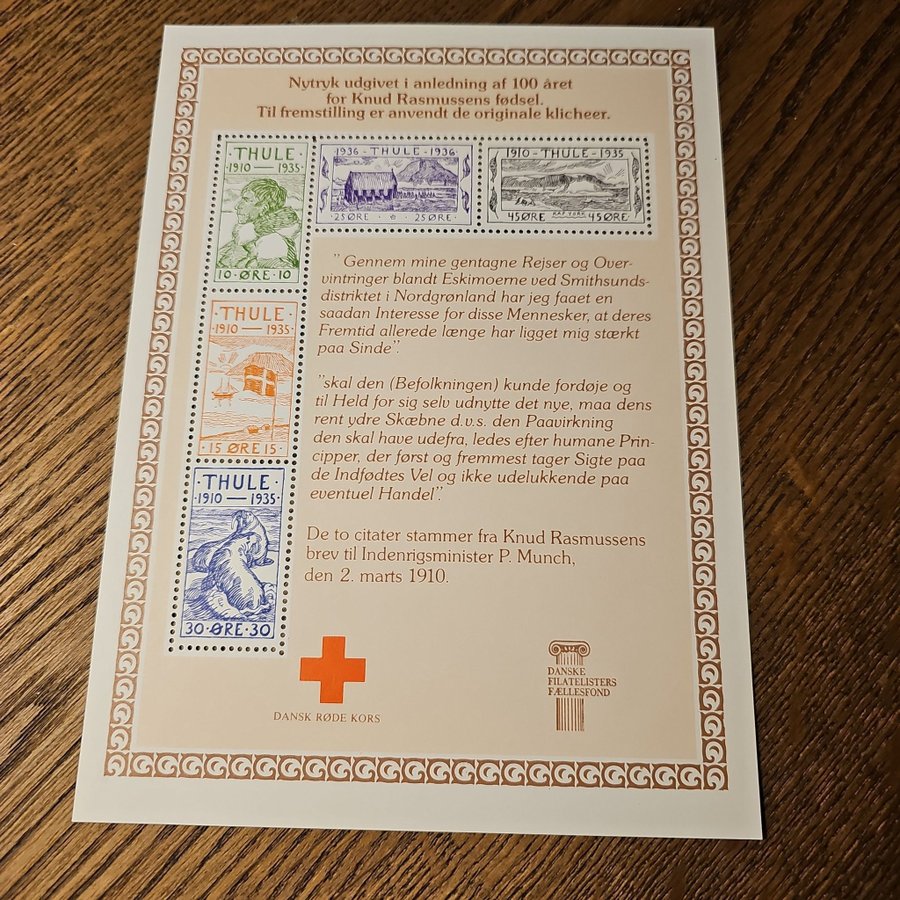 Nytryk udgivet i anledning af 100 året
for Knud Rasmussens fødsel.
Til fremstilling er anvendt de originale klicheer.
THULE
·1910 — 1935·
10·ØRE·10
1936 - THULE - 1936
25 ØRE · · 25 ØRE
1910 - THULE - 1935
45 ØRE KAP YORK 45 ØRE
·THULE·
·1910 — 1935·
·15 ØRE 15·
·THULE·
1910 — 1935
30·ØRE·30
"Gennem mine gentagne Rejser og Over-
vintringer blandt Eskimoerne ved Smithsunds-
distriktet i Nordgrønland har jeg faaet en
saadan Interesse for disse Mennesker, at deres
Fremtid allerede længe har ligget mig stærkt
paa Sinde".
"skal den (Befolkningen) kunde fordøje og
til Held for sig selv udnytte det nye, maa dens
rent ydre Skæbne d.v.s. den Paavirkning
den skal have udefra, ledes efter humane Prin-
cipper, der først og fremmest tager Sigte paa
de Indfødtes Vel og ikke udelukkende paa
eventuel Handel".
De to citater stammer fra Knud Rasmussens
brev til Indenrigsminister P. Munch,
den 2. marts 1910.
DANSK RØDE KORS
DANSKE
FILATELISTERS
FÆLLESFOND